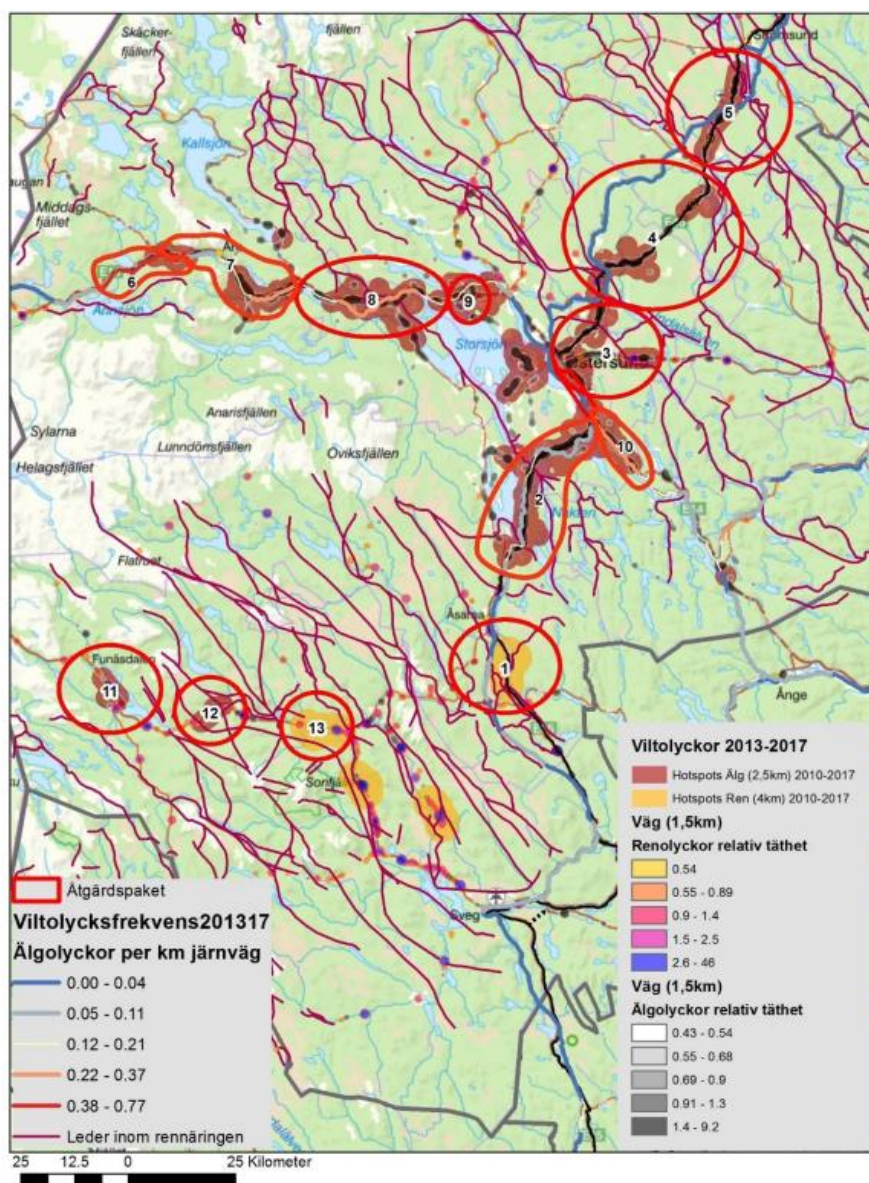 Skäcker-
fjällen
fjällen
Kallsjön
Middags-
fjället
5
4
6
7
8
9
Storsjön
3
10
2
Anarisfjällen
Sylarna
Lunndörrsfjällen
Oviksfjällen
Helagsfjället
Näkten
Flatruet
Åsarna
Funäsdalen
1
11
12
13
Ånge
Sveg
Viltolyckor 2013-2017
Hotspots Älg (2,5km) 2010-2017
Hotspots Ren (4km) 2010-2017
Väg (1,5km)
Renolyckor relativ täthet
0.54
0.55 - 0.89
0.9 - 1.4
1.5 - 2.5
2.6 - 46
Väg (1,5km)
Älgolyckor relativ täthet
0.43 - 0.54
0.55 - 0.68
0.69 - 0.9
0.91 - 1.3
1.4 - 9.2
Åtgärdspaket
Viltolycksfrekvens201317
Älgolyckor per km järnväg
0.00 - 0.04
0.05 - 0.11
0.12 - 0.21
0.22 - 0.37
0.38 - 0.77
Leder inom rennäringen
25 12.5 0 25 Kilometer